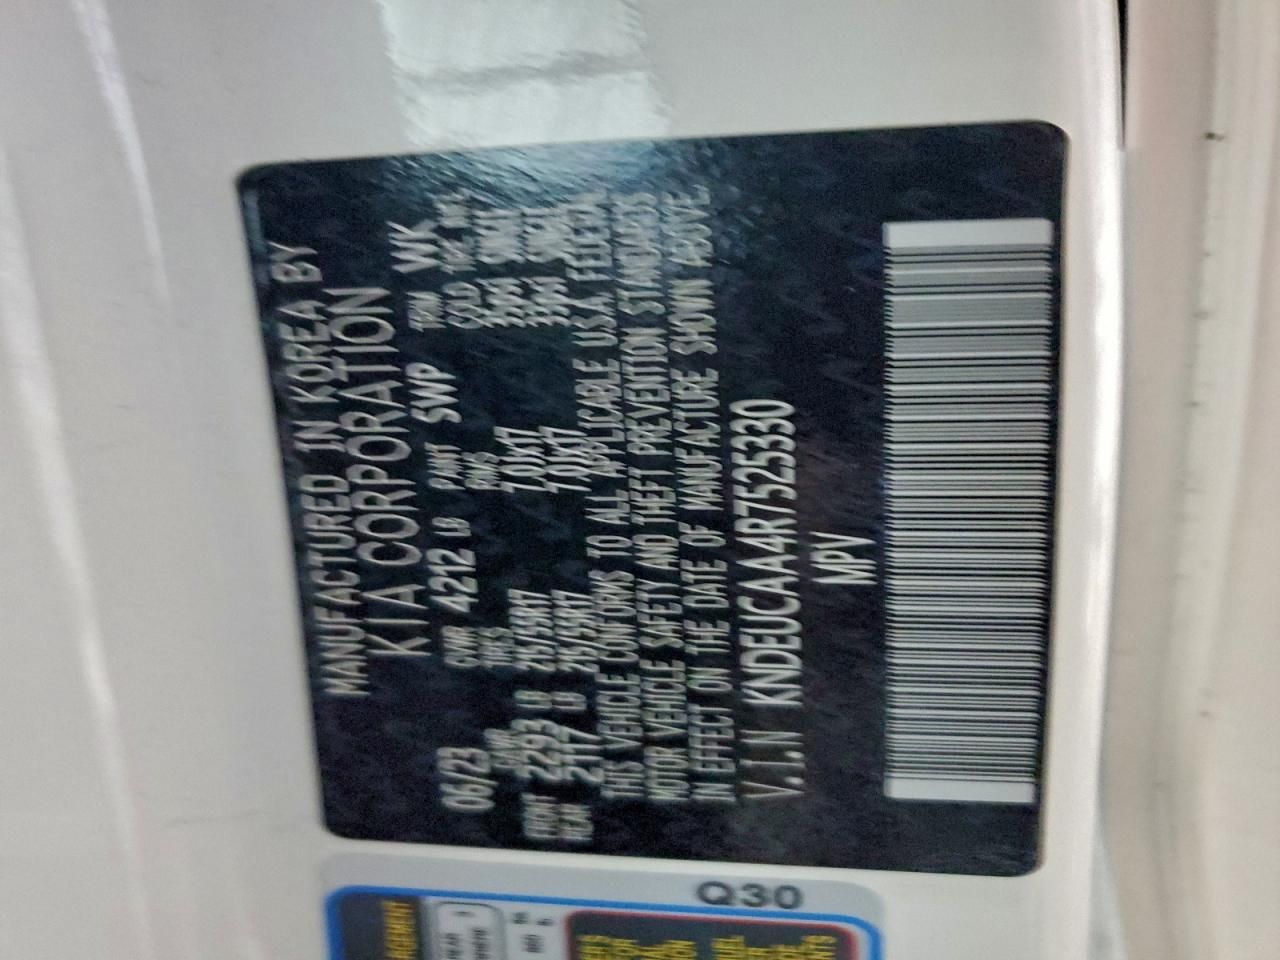 MANUFACTURED IN KOREA BY
KIA CORPORATION
06/23 GVWR 4212 LB PAINT SWP TRIM WK
GAWR TIRES RIMS COLD
FRONT 2293 LB 215/55R17 7.0JX17
REAR 2117 LB 215/55R17 7.0JX17
THIS VEHICLE CONFORMS TO ALL APPLICABLE U.S.A FEDERAL
MOTOR VEHICLE SAFETY AND THEFT PREVENTION STANDARDS
IN EFFECT ON THE DATE OF MANUFACTURE SHOWN ABOVE.
V.I.N KNDEUCAA4R7525330
MPV
Q30